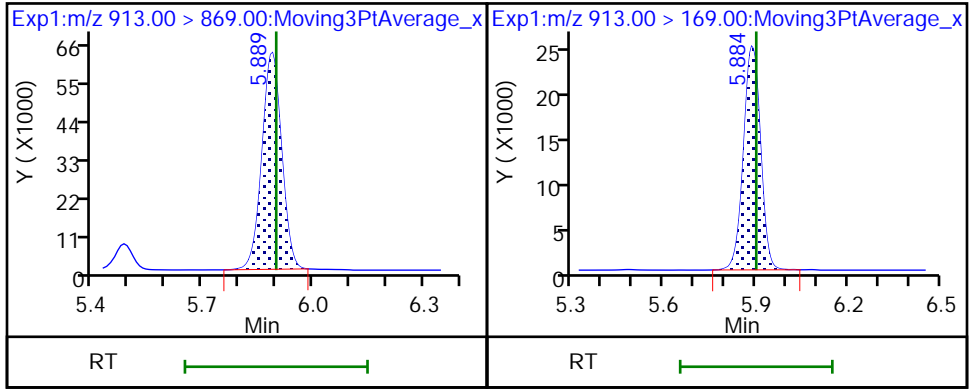 Exp1:m/z 913.00 > 869.00:Moving3PtAverage_x
5.889
Y ( X1000)
66
55
44
33
22
11
0
5.4 5.7 6.0 6.3
Min
RT
Exp1:m/z 913.00 > 169.00:Moving3PtAverage_x
5.884
Y ( X1000)
25
20
15
10
5
0
5.3 5.6 5.9 6.2 6.5
Min
RT